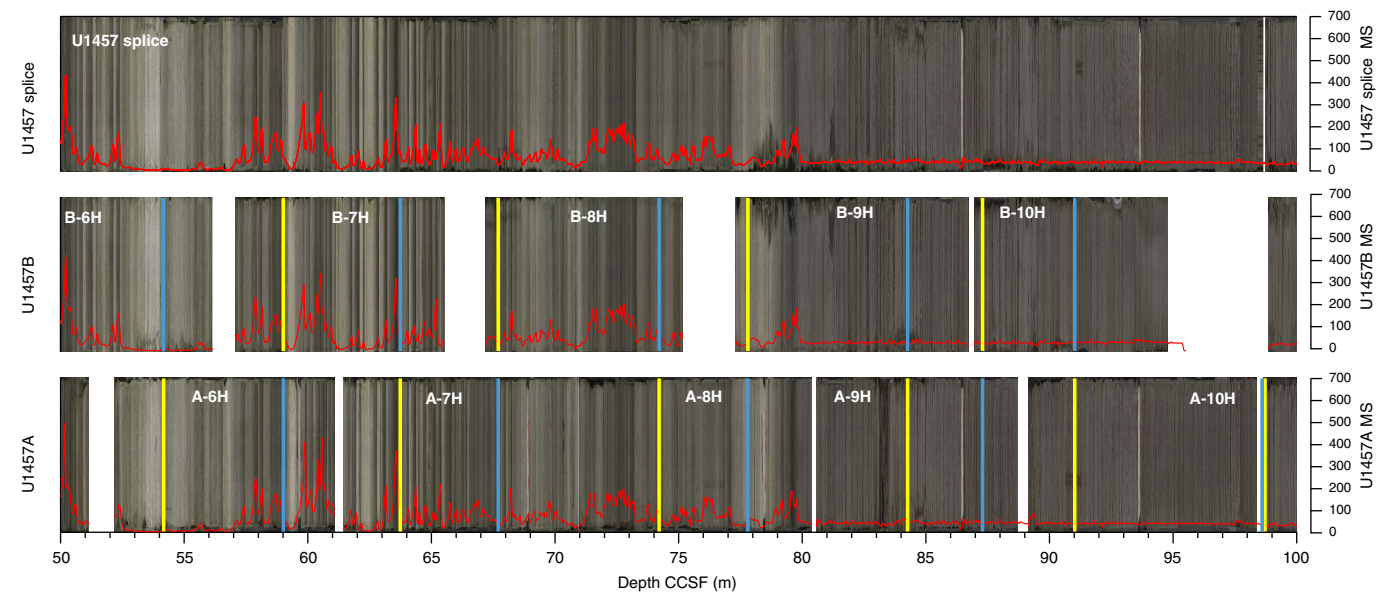 U1457 splice
U1457 splice
700
600
500
400
300
200
100
0
U1457 splice MS
U1457B
B-6H
B-7H
B-8H
B-9H
B-10H
700
600
500
400
300
200
100
0
U1457B MS
U1457A
A-6H
A-7H
A-8H
A-9H
A-10H
700
600
500
400
300
200
100
0
U1457A MS
50 55 60 65 70 75 80 85 90 95 100
Depth CCSF (m)